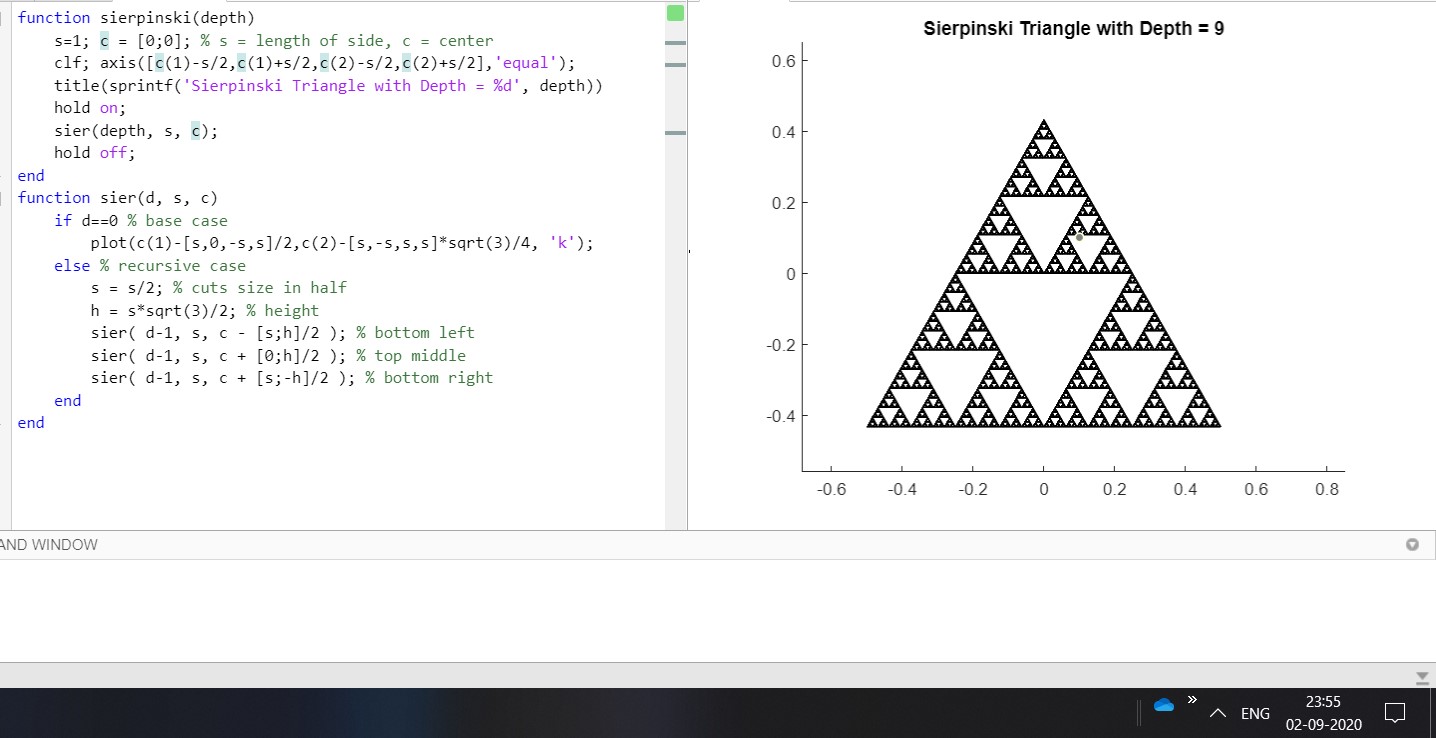 function sierpinski(depth)
s=1; c = [0;0]; % s = length of side, c = center
clf; axis([c(1)-s/2,c(1)+s/2,c(2)-s/2,c(2)+s/2],'equal');
title(sprintf('Sierpinski Triangle with Depth = %d', depth))
hold on;
sier(depth, s, c);
hold off;
end
function sier(d, s, c)
if d==0 % base case
plot(c(1)-[s,0,-s,s]/2,c(2)-[s,-s,s,s]*sqrt(3)/4, 'k');
else % recursive case
s = s/2; % cuts size in half
h = s*sqrt(3)/2; % height
sier( d-1, s, c - [s;h]/2 ); % bottom left
sier( d-1, s, c + [0;h]/2 ); % top middle
sier( d-1, s, c + [s;-h]/2 ); % bottom right
end
end
Sierpinski Triangle with Depth = 9
0.6
0.4
0.2
0
-0.2
-0.4
-0.6 -0.4 -0.2 0 0.2 0.4 0.6 0.8
AND WINDOW
ENG
23:55
02-09-2020